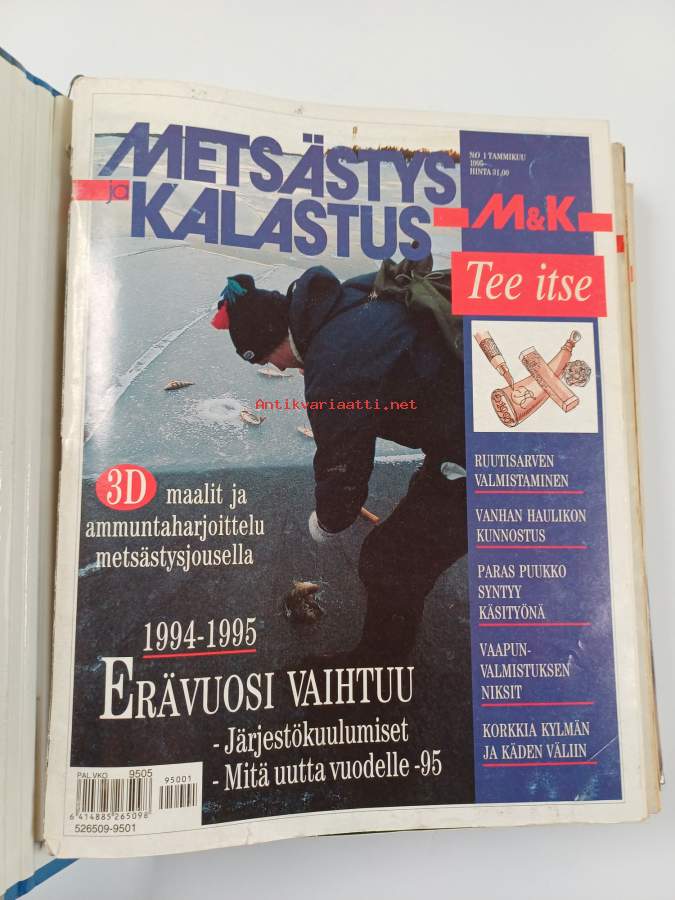 METSÄSTYS
ja KALASTUS
NO 1 TAMMIKUU
1995
HINTA 31,00
M&K
Tee itse
Antikvariaatti.net
RUUTISARVEN
VALMISTAMINEN
VANHAN HAULIKON
KUNNOSTUS
PARAS PUUKKO
SYNTYY
KÄSITYÖNÄ
VAAPUN-
VALMISTUKSEN
NIKSIT
KORKKIA KYLMÄN
JA KÄDEN VÄLIIN
3D maalit ja
ammuntaharjoittelu
metsästysjousella
1994-1995
ERÄVUOSI VAIHTUU
- Järjestökuulumiset
- Mitä uutta vuodelle -95
PAL.VKO 9505
95001
6 414885 265098
526509-9501